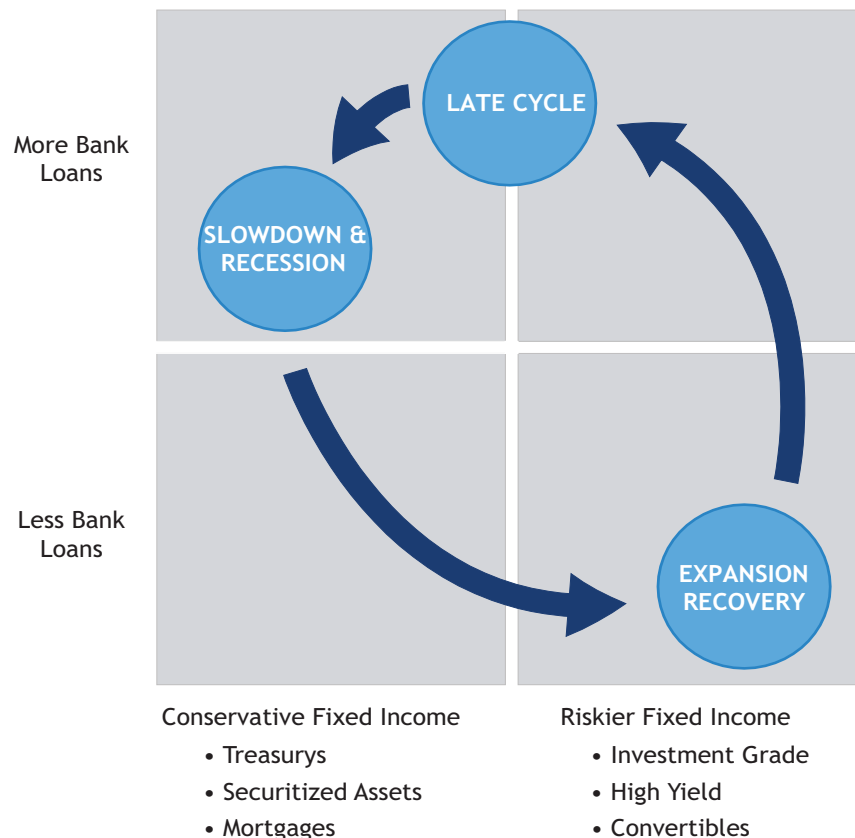 LATE CYCLE
More Bank
Loans
SLOWDOWN &
RECESSION
Less Bank
Loans
EXPANSION
RECOVERY
Conservative Fixed Income
• Treasurys
• Securitized Assets
• Mortgages
Riskier Fixed Income
• Investment Grade
• High Yield
• Convertibles